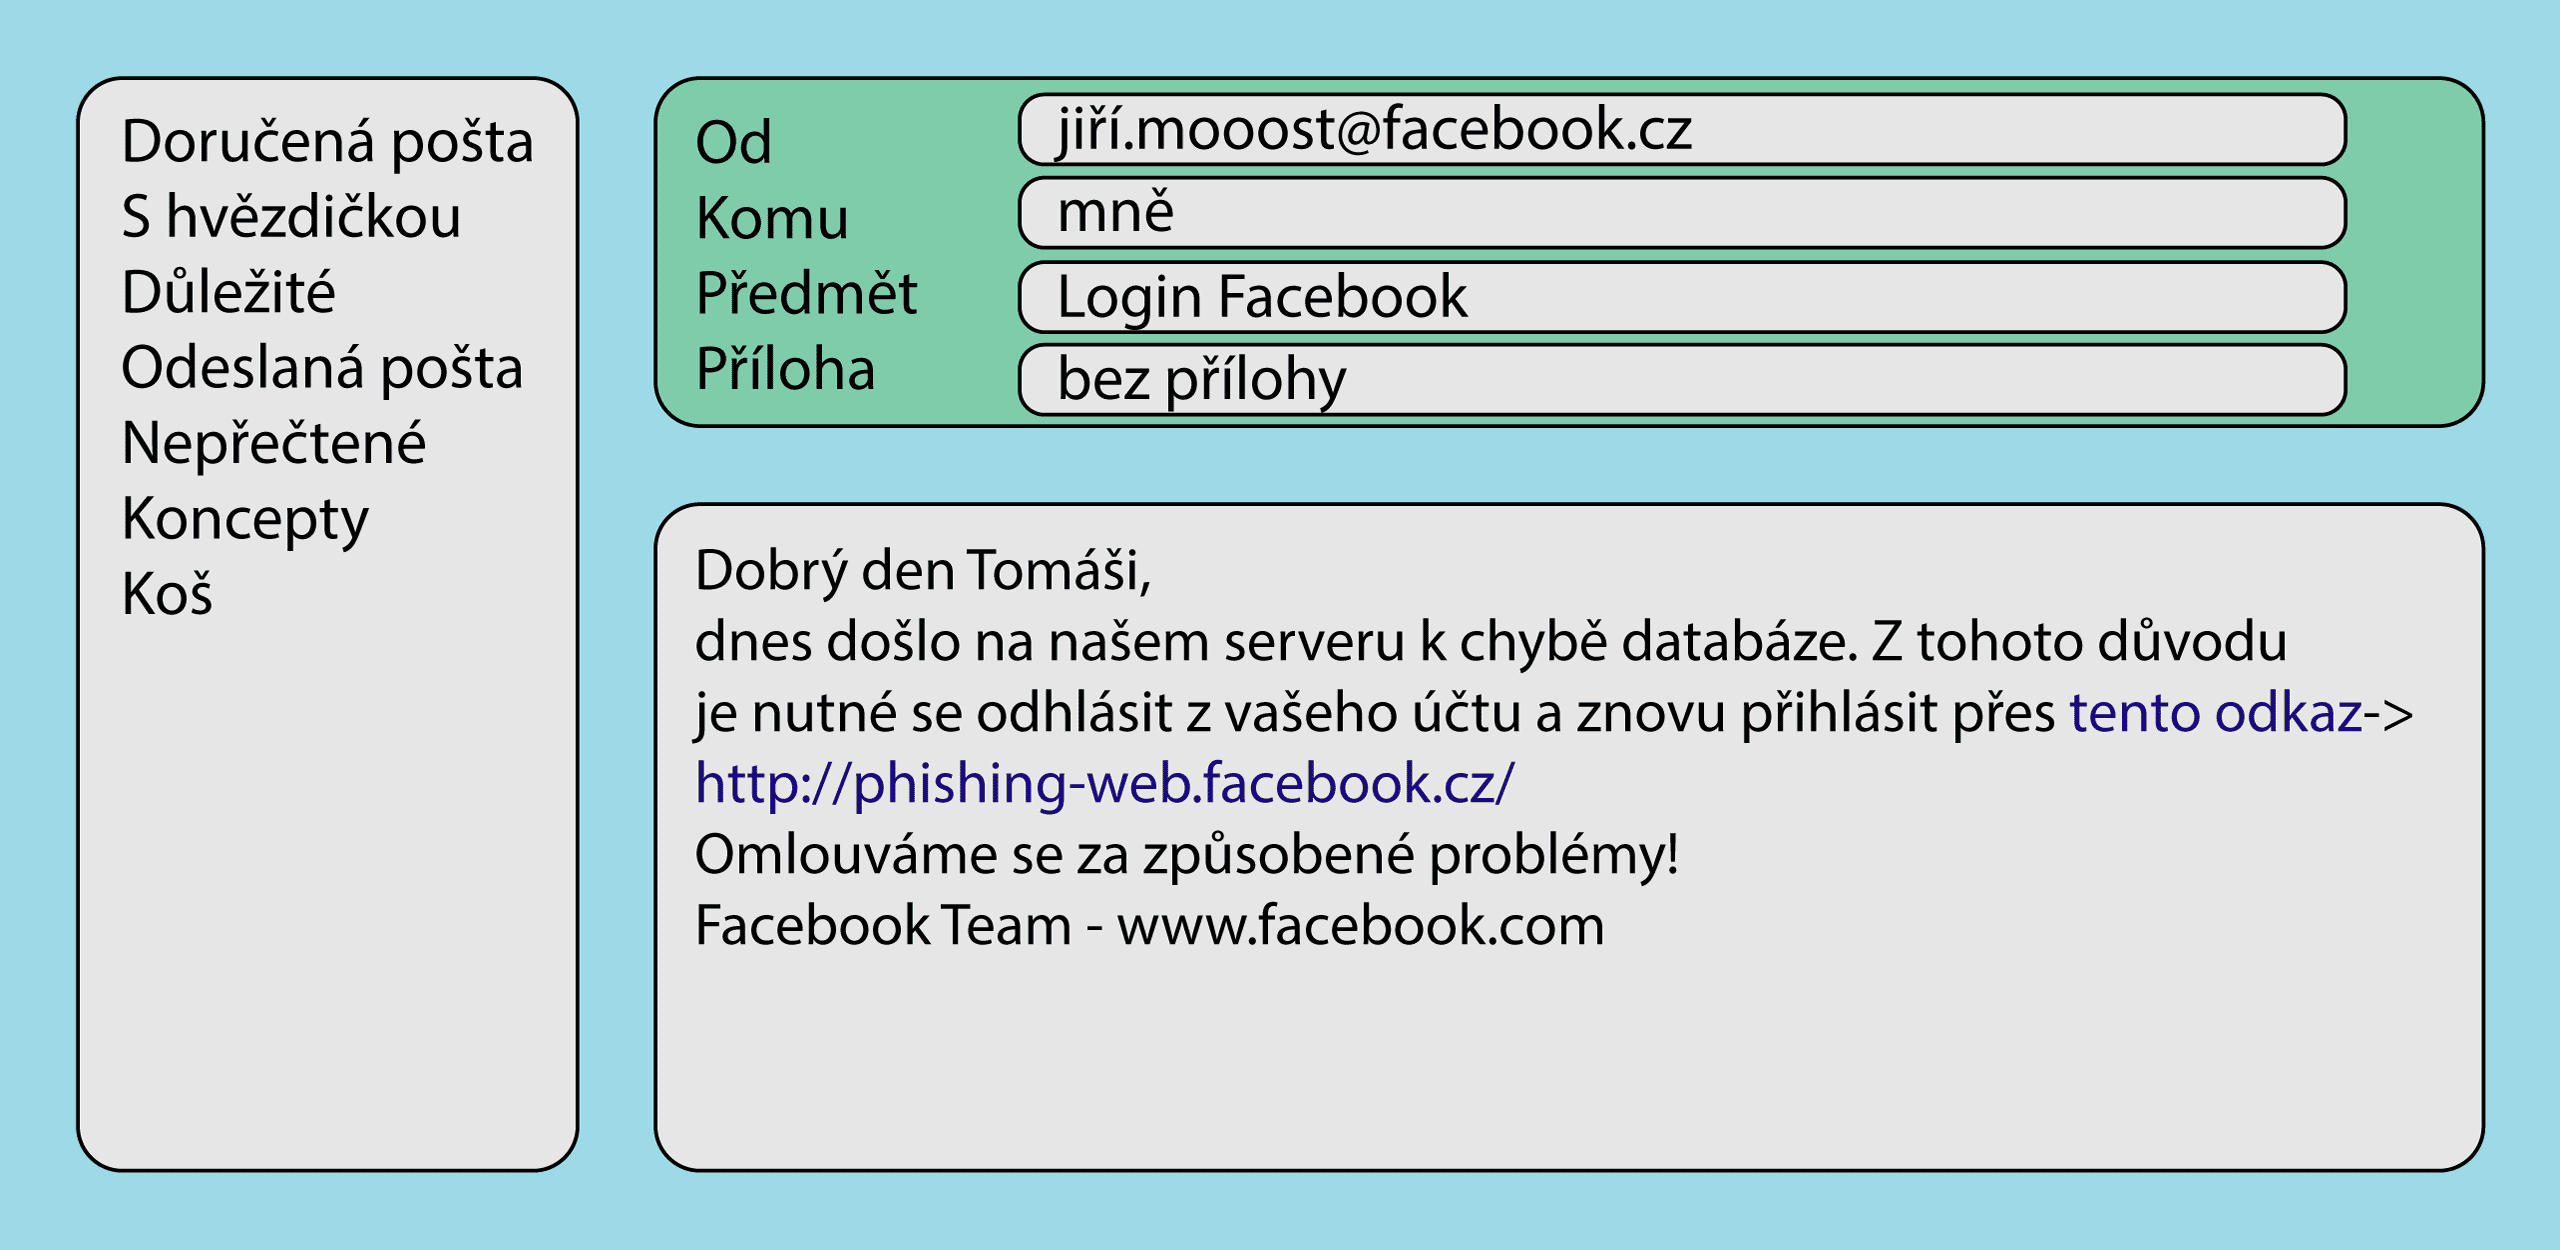 Doručená pošta
S hvězdičkou
Důležité
Odeslaná pošta
Nepřečtené
Koncepty
Koš
Od jiří.mooost@facebook.cz
Komu mně
Předmět Login Facebook
Příloha bez přílohy
Dobrý den Tomáši,
dnes došlo na našem serveru k chybě databáze. Z tohoto důvodu
je nutné se odhlásit z vašeho účtu a znovu přihlásit přes tento odkaz->
http://phishing-web.facebook.cz/
Omlouváme se za způsobené problémy!
Facebook Team - www.facebook.com